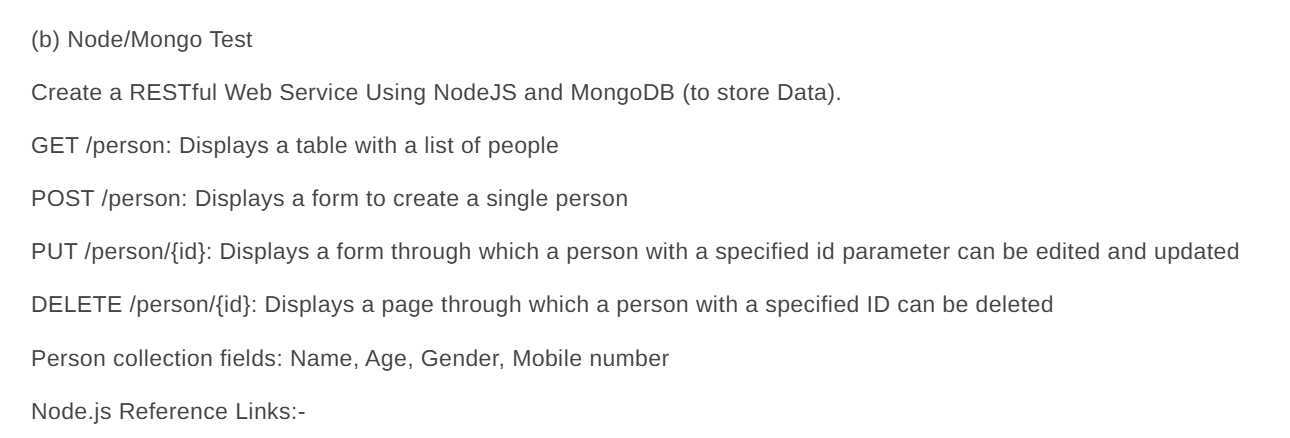 (b) Node/Mongo Test
Create a RESTful Web Service Using NodeJS and MongoDB (to store Data).
GET /person: Displays a table with a list of people
POST /person: Displays a form to create a single person
PUT /person/{id}: Displays a form through which a person with a specified id parameter can be edited and updated
DELETE /person/{id}: Displays a page through which a person with a specified ID can be deleted
Person collection fields: Name, Age, Gender, Mobile number
Node.js Reference Links:-